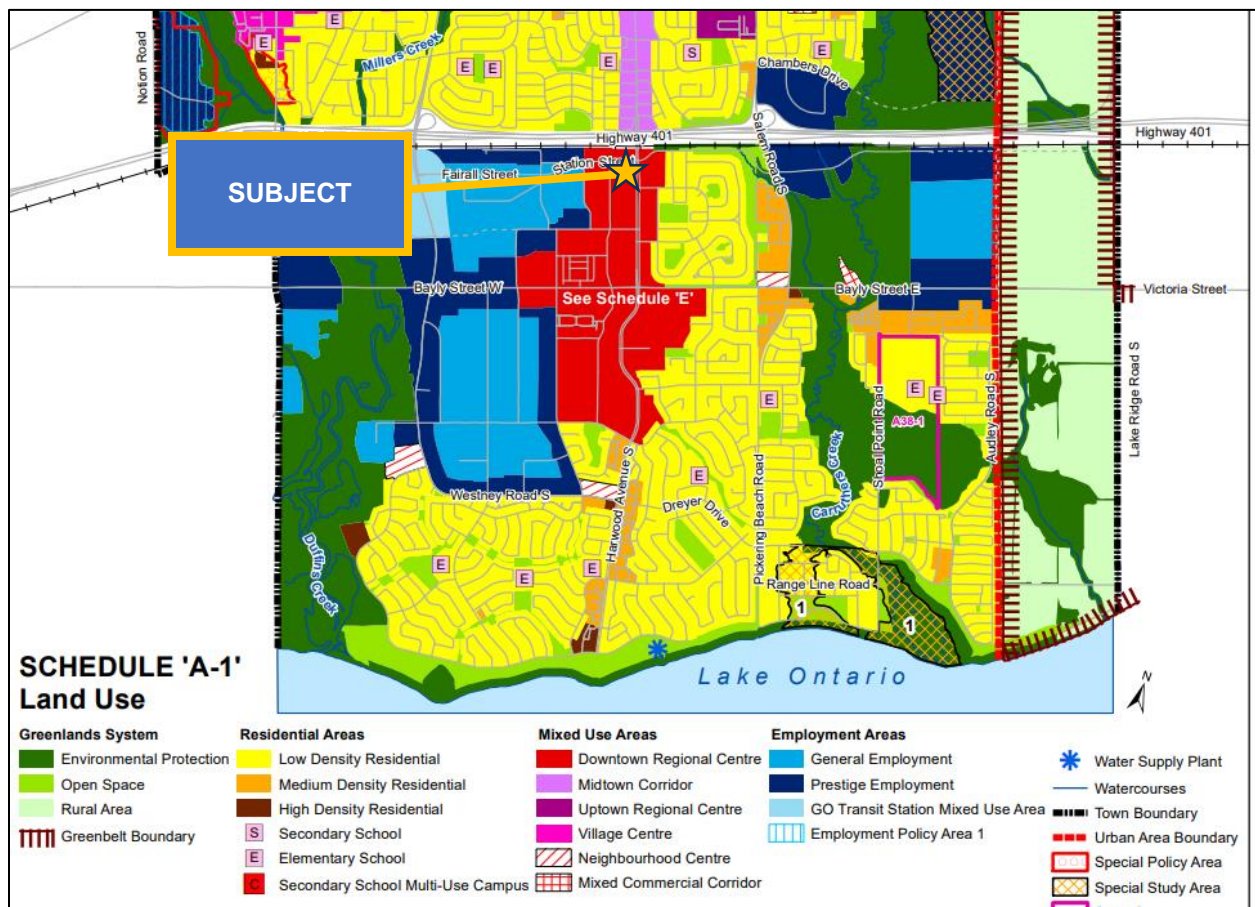 E
E
E
E
E
S
E
Notion Road
Millers Creek
Chambers Drive
Salem Road S
Highway 401
Highway 401
SUBJECT
Fairall Street
Station Street
Bayly Street W
See Schedule 'E'
Bayly Street E
Victoria Street
Lake Ridge Road S
Audley Road S
Shoal Point Road
E
E
A38-1
E
E
Westney Road S
Harwood Avenue S
Dreyer Drive
Pickering Beach Road
Carruthers Creek
Duffins Creek
E
E
E
Range Line Road
1
1
Lake Ontario
N
SCHEDULE 'A-1'
Land Use
Greenlands System
Environmental Protection
Open Space
Rural Area
Greenbelt Boundary
Residential Areas
Low Density Residential
Medium Density Residential
High Density Residential
S Secondary School
E Elementary School
C Secondary School Multi-Use Campus
Mixed Use Areas
Downtown Regional Centre
Midtown Corridor
Uptown Regional Centre
Village Centre
Neighbourhood Centre
Mixed Commercial Corridor
Employment Areas
General Employment
Prestige Employment
GO Transit Station Mixed Use Area
Employment Policy Area 1
Water Supply Plant
Watercourses
Town Boundary
Urban Area Boundary
Special Policy Area
Special Study Area